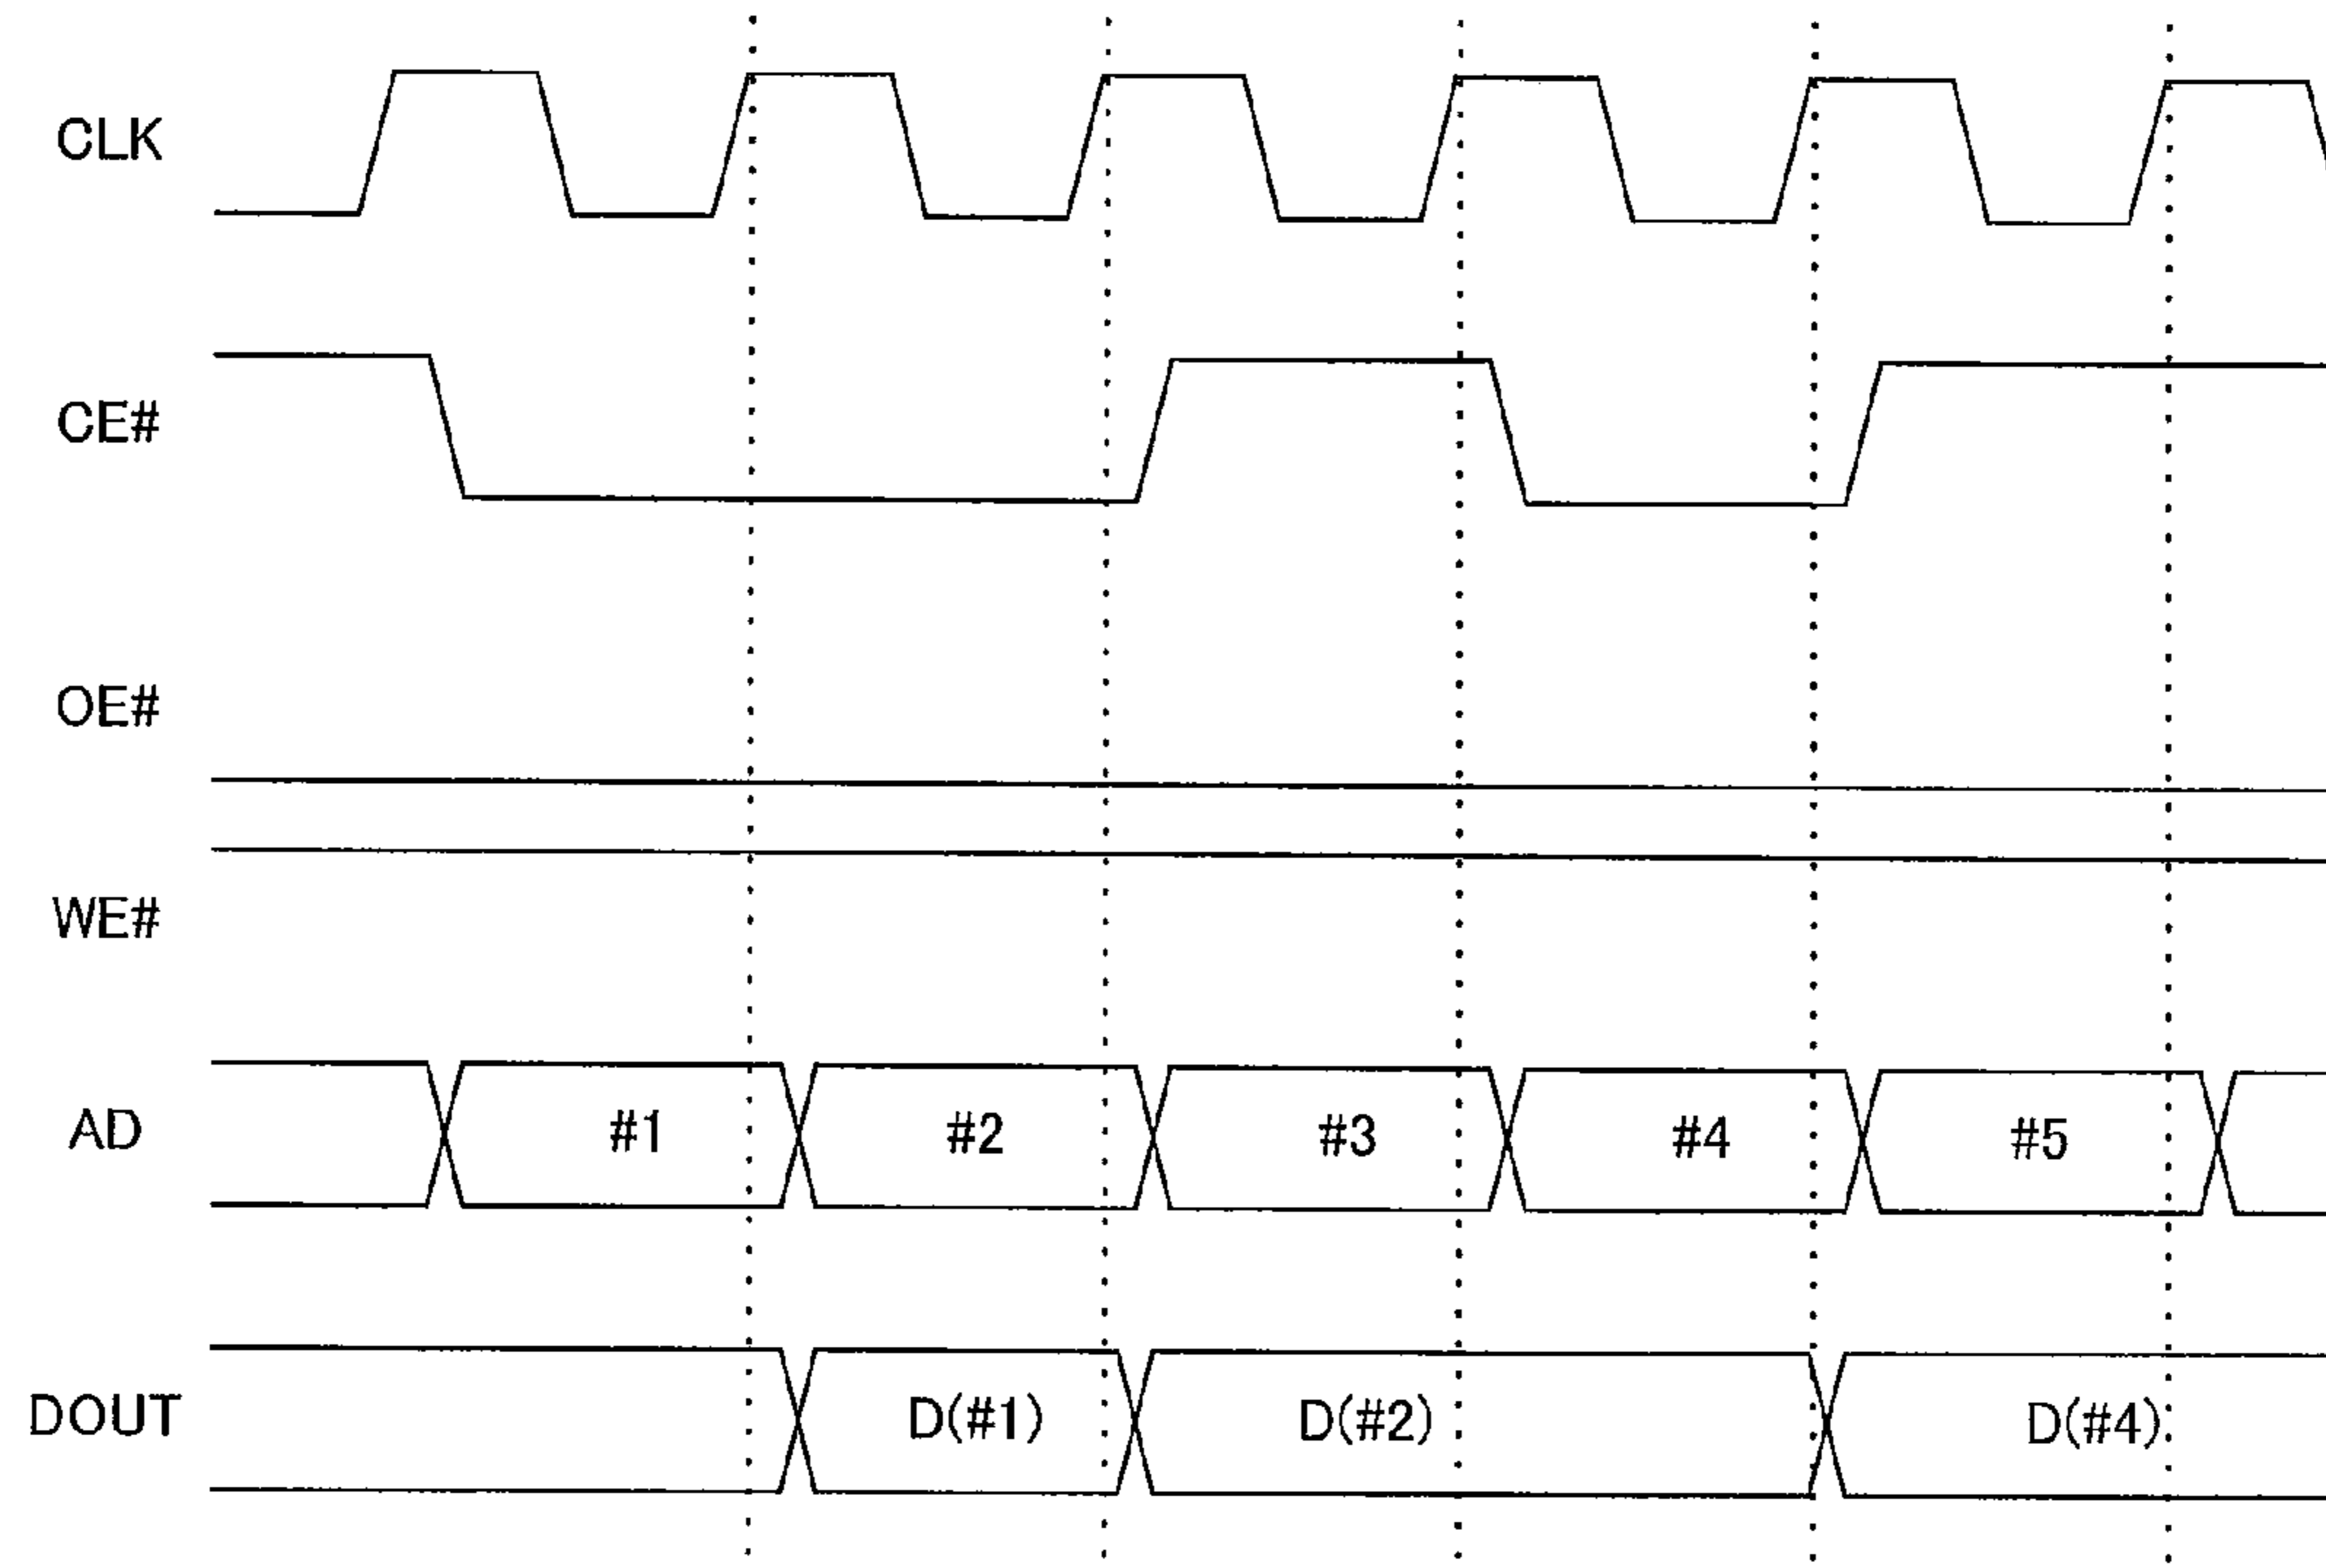 CLK
CE#
OE#
WE#
AD #1 #2 #3 #4 #5
DOUT D(#1) D(#2) D(#4)